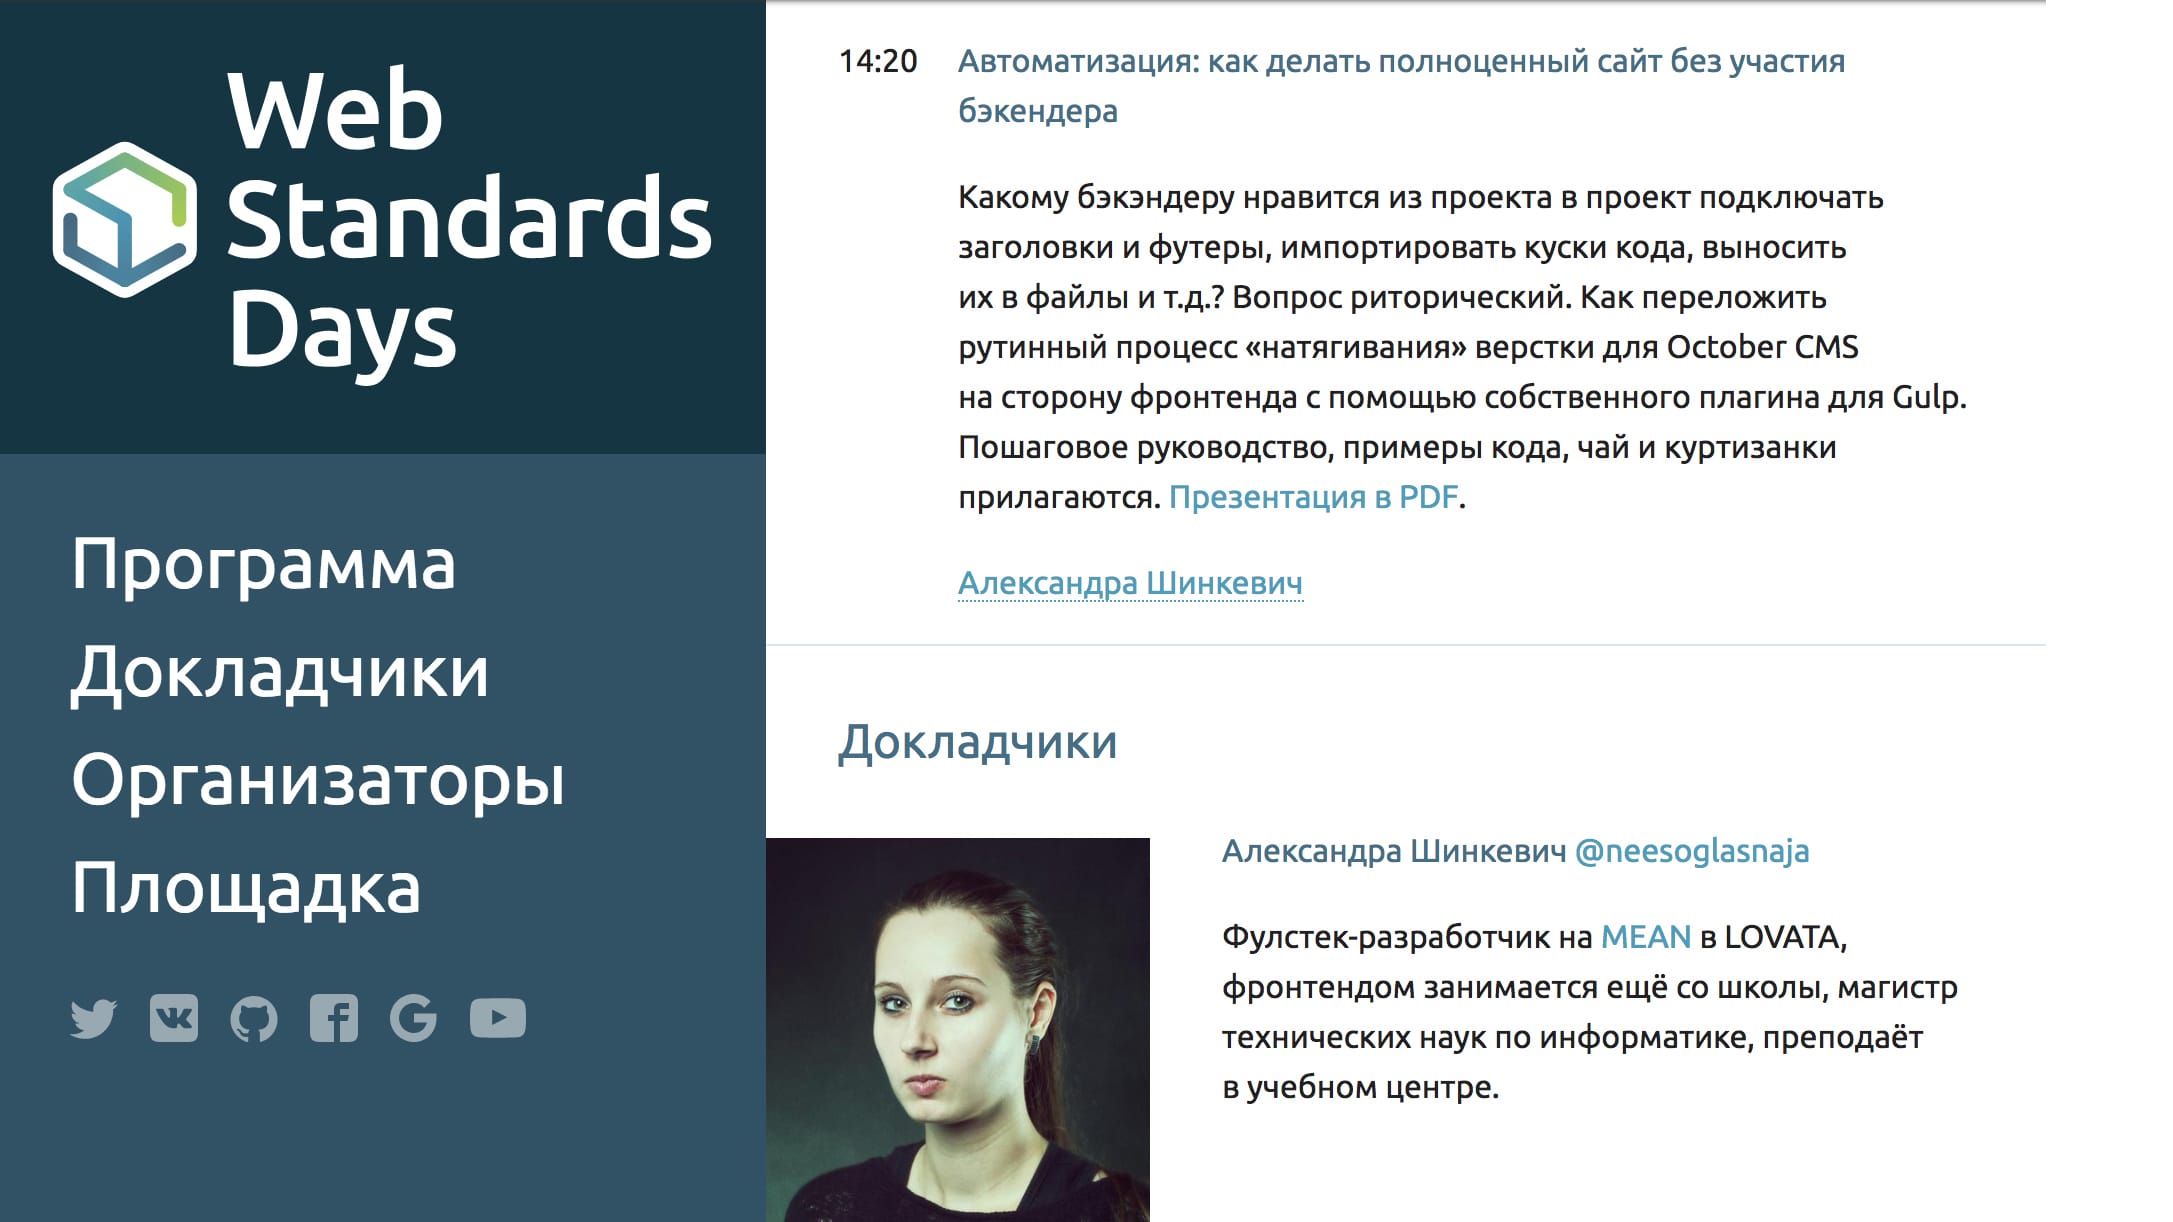 Web
Standards
Days
Программа
Докладчики
Организаторы
Площадка
14:20 Автоматизация: как делать полноценный сайт без участия
бэкендера
Какому бэкэндеру нравится из проекта в проект подключать
заголовки и футеры, импортировать куски кода, выносить
их в файлы и т.д.? Вопрос риторический. Как переложить
рутинный процесс «натягивания» верстки для October CMS
на сторону фронтенда с помощью собственного плагина для Gulp.
Пошаговое руководство, примеры кода, чай и куртизанки
прилагаются. Презентация в PDF.
Александра Шинкевич
Докладчики
Александра Шинкевич @neesoglasnaja
Фулстек-разработчик на MEAN в LOVATA,
фронтендом занимается ещё со школы, магистр
технических наук по информатике, преподаёт
в учебном центре.